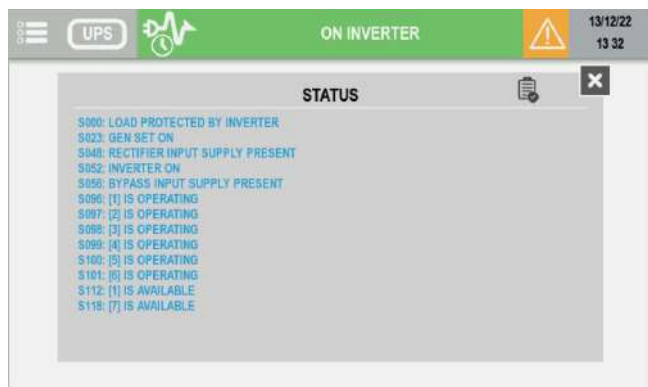 UPS
ON INVERTER
13/12/22
13 32
STATUS
S000: LOAD PROTECTED BY INVERTER
S023: GEN SET ON
S048: RECTIFIER INPUT SUPPLY PRESENT
S052: INVERTER ON
S056: BYPASS INPUT SUPPLY PRESENT
S096: [1] IS OPERATING
S097: [2] IS OPERATING
S098: [3] IS OPERATING
S099: [4] IS OPERATING
S100: [5] IS OPERATING
S101: [6] IS OPERATING
S112: [1] IS AVAILABLE
S118: [7] IS AVAILABLE